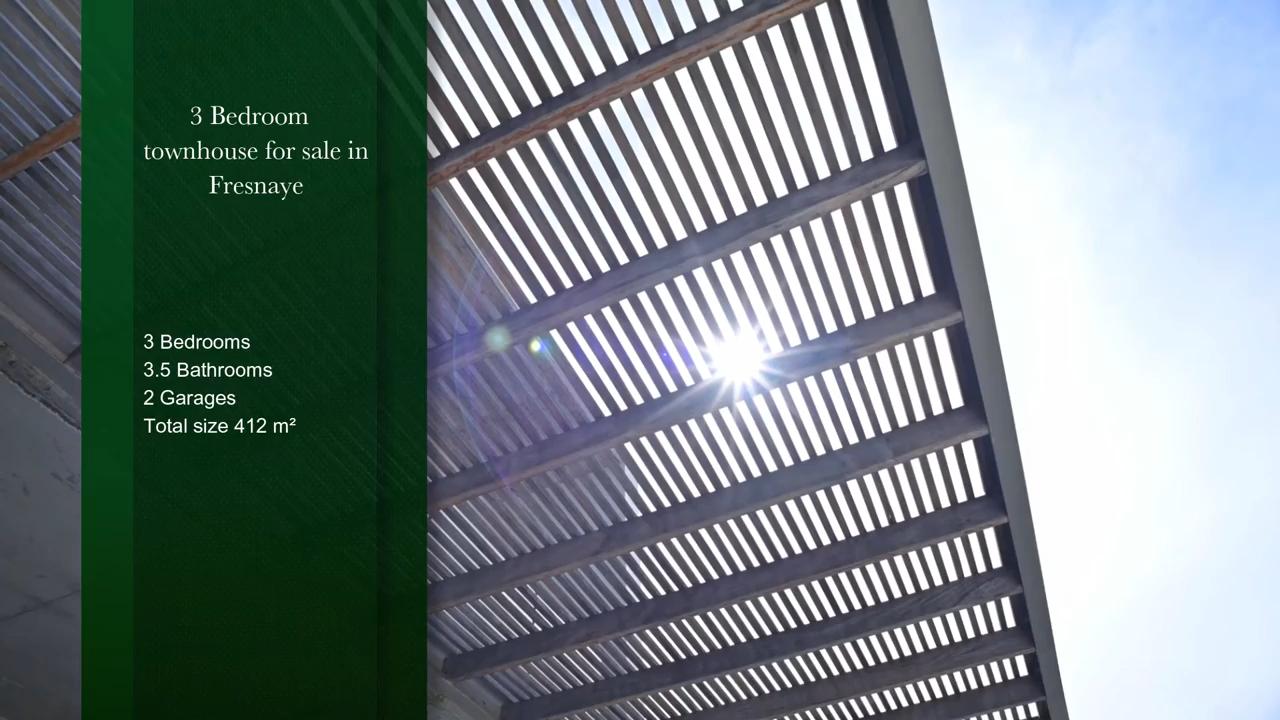 3 Bedroom
townhouse for sale in
Fresnaye
3 Bedrooms
3.5 Bathrooms
2 Garages
Total size 412 m²